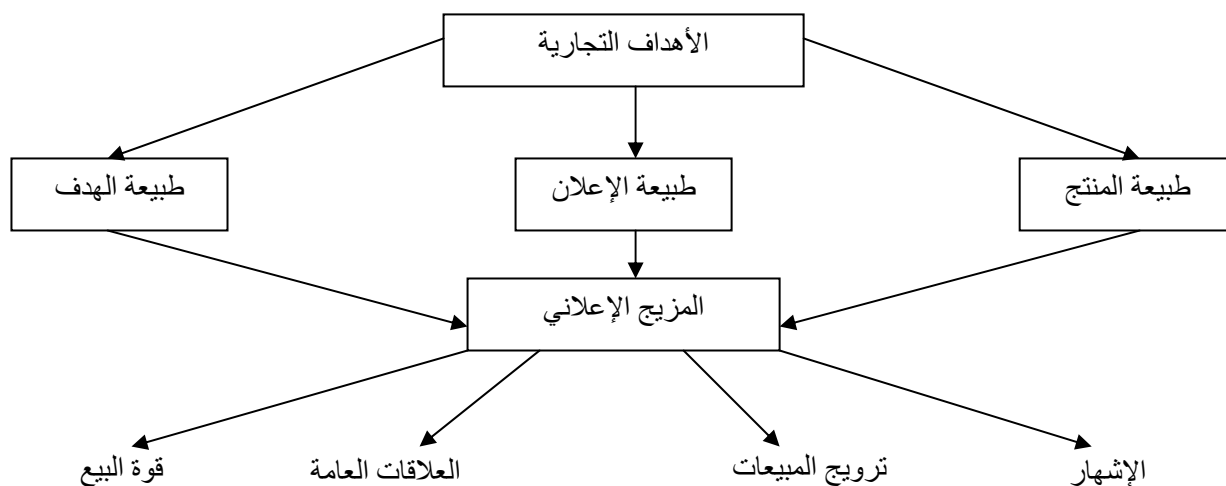 الأهداف التجارية
طبيعة المنتج
طبيعة الإعلان
طبيعة الهدف
المزيج الإعلاني
الإشهار
ترويج المبيعات
العلاقات العامة
قوة البيع